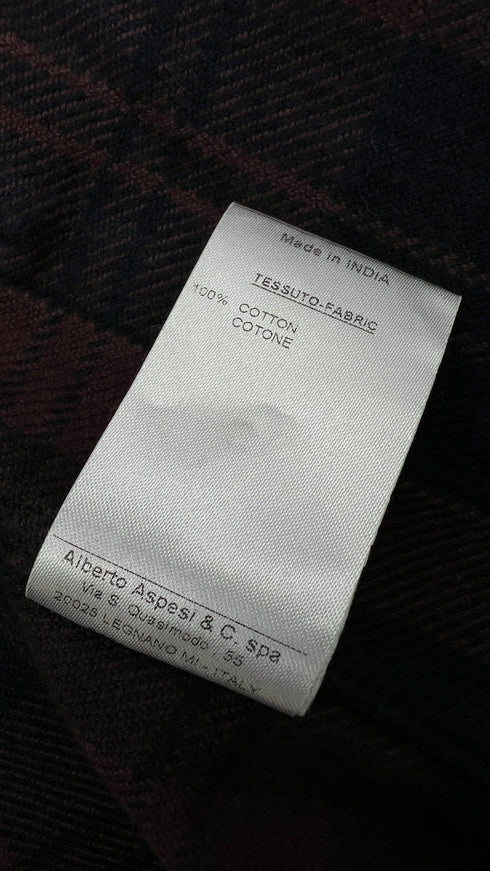 Made in INDIA
TESSUTO-FABRIC
100% COTTON
COTONE
Alberto Aspesi & C. spa
Via S. Quasimodo, 55
20025 LEGNANO MI - ITALY